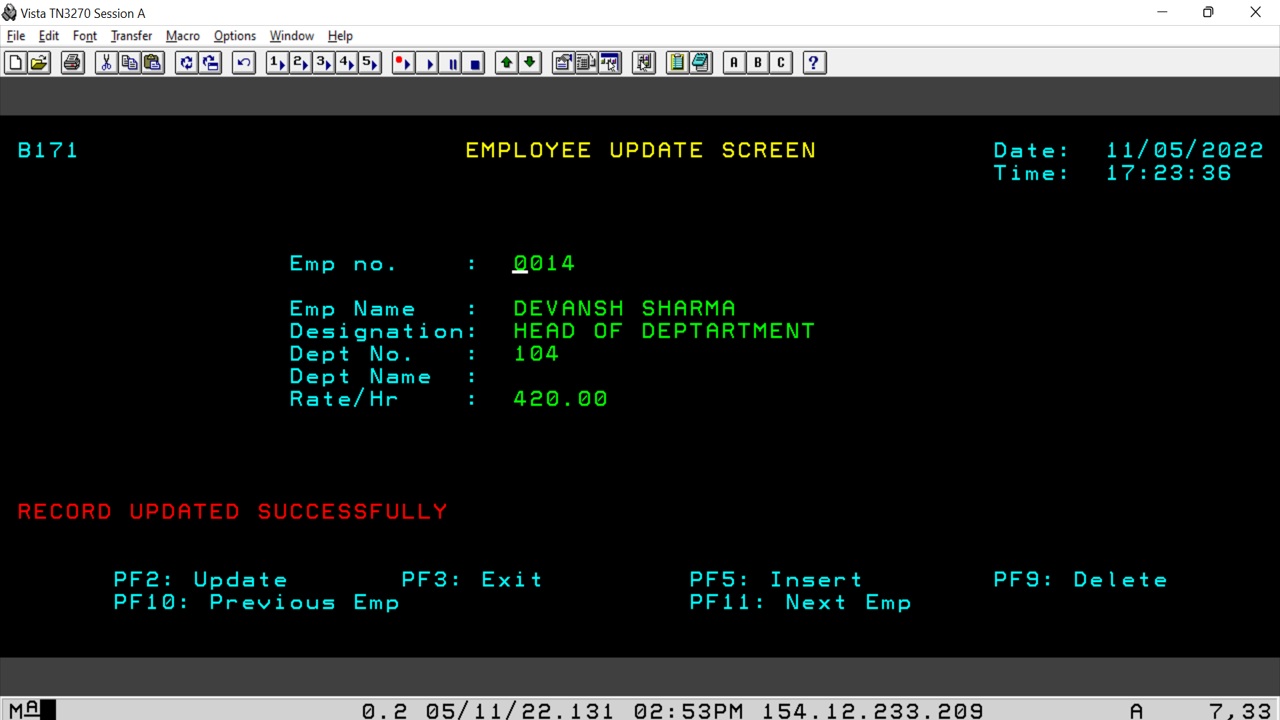 Vista TN3270 Session A
File Edit Font Transfer Macro Options Window Help
1 2 3 4 5 A B C ?
B171 EMPLOYEE UPDATE SCREEN Date: 11/05/2022
Time: 17:23:36
Emp no. : 0014
Emp Name : DEVANSH SHARMA
Designation: HEAD OF DEPTARTMENT
Dept No. : 104
Dept Name :
Rate/Hr : 420.00
RECORD UPDATED SUCCESSFULLY
PF2: Update PF3: Exit PF5: Insert PF9: Delete
PF10: Previous Emp PF11: Next Emp
MA 0.2 05/11/22.131 02:53PM 154.12.233.209 A 7,33